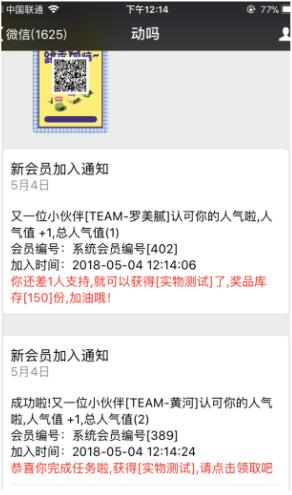 中国联通
下午12:14
77%
微信(1625)
动吗
新会员加入通知
5月4日
又一位小伙伴[TEAM-罗美腻]认可你的人气啦,人
气值 +1,总人气值(1)
会员编号：系统会员编号[402]
加入时间：2018-05-04 12:14:06
你还差1人支持,就可以获得[实物测试]了,奖品库
存[150]份,加油哦！
新会员加入通知
5月4日
成功啦!又一位小伙伴[TEAM-黄河]认可你的人气
啦,人气值 +1,总人气值(2)
会员编号：系统会员编号[389]
加入时间：2018-05-04 12:14:24
恭喜你完成任务啦,获得[实物测试],请点击领取吧